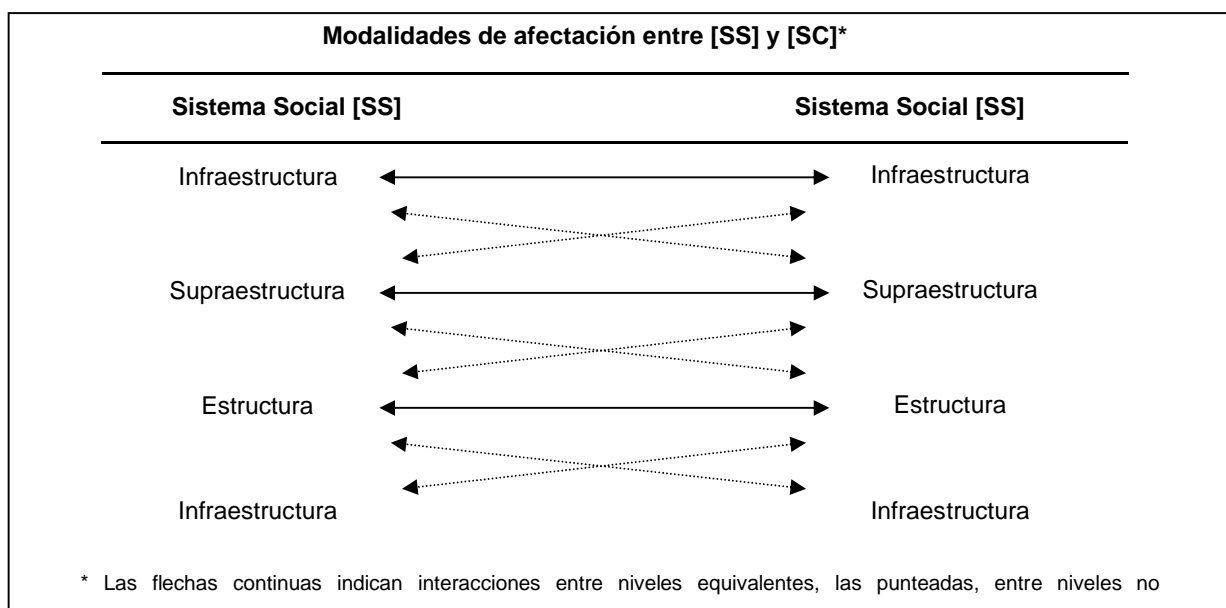 Modalidades de afectación entre [SS] y [SC]*
Sistema Social [SS] Sistema Social [SS]
Infraestructura Infraestructura
Supraestructura Supraestructura
Estructura Estructura
Infraestructura Infraestructura
* Las flechas continuas indican interacciones entre niveles equivalentes, las punteadas, entre niveles no